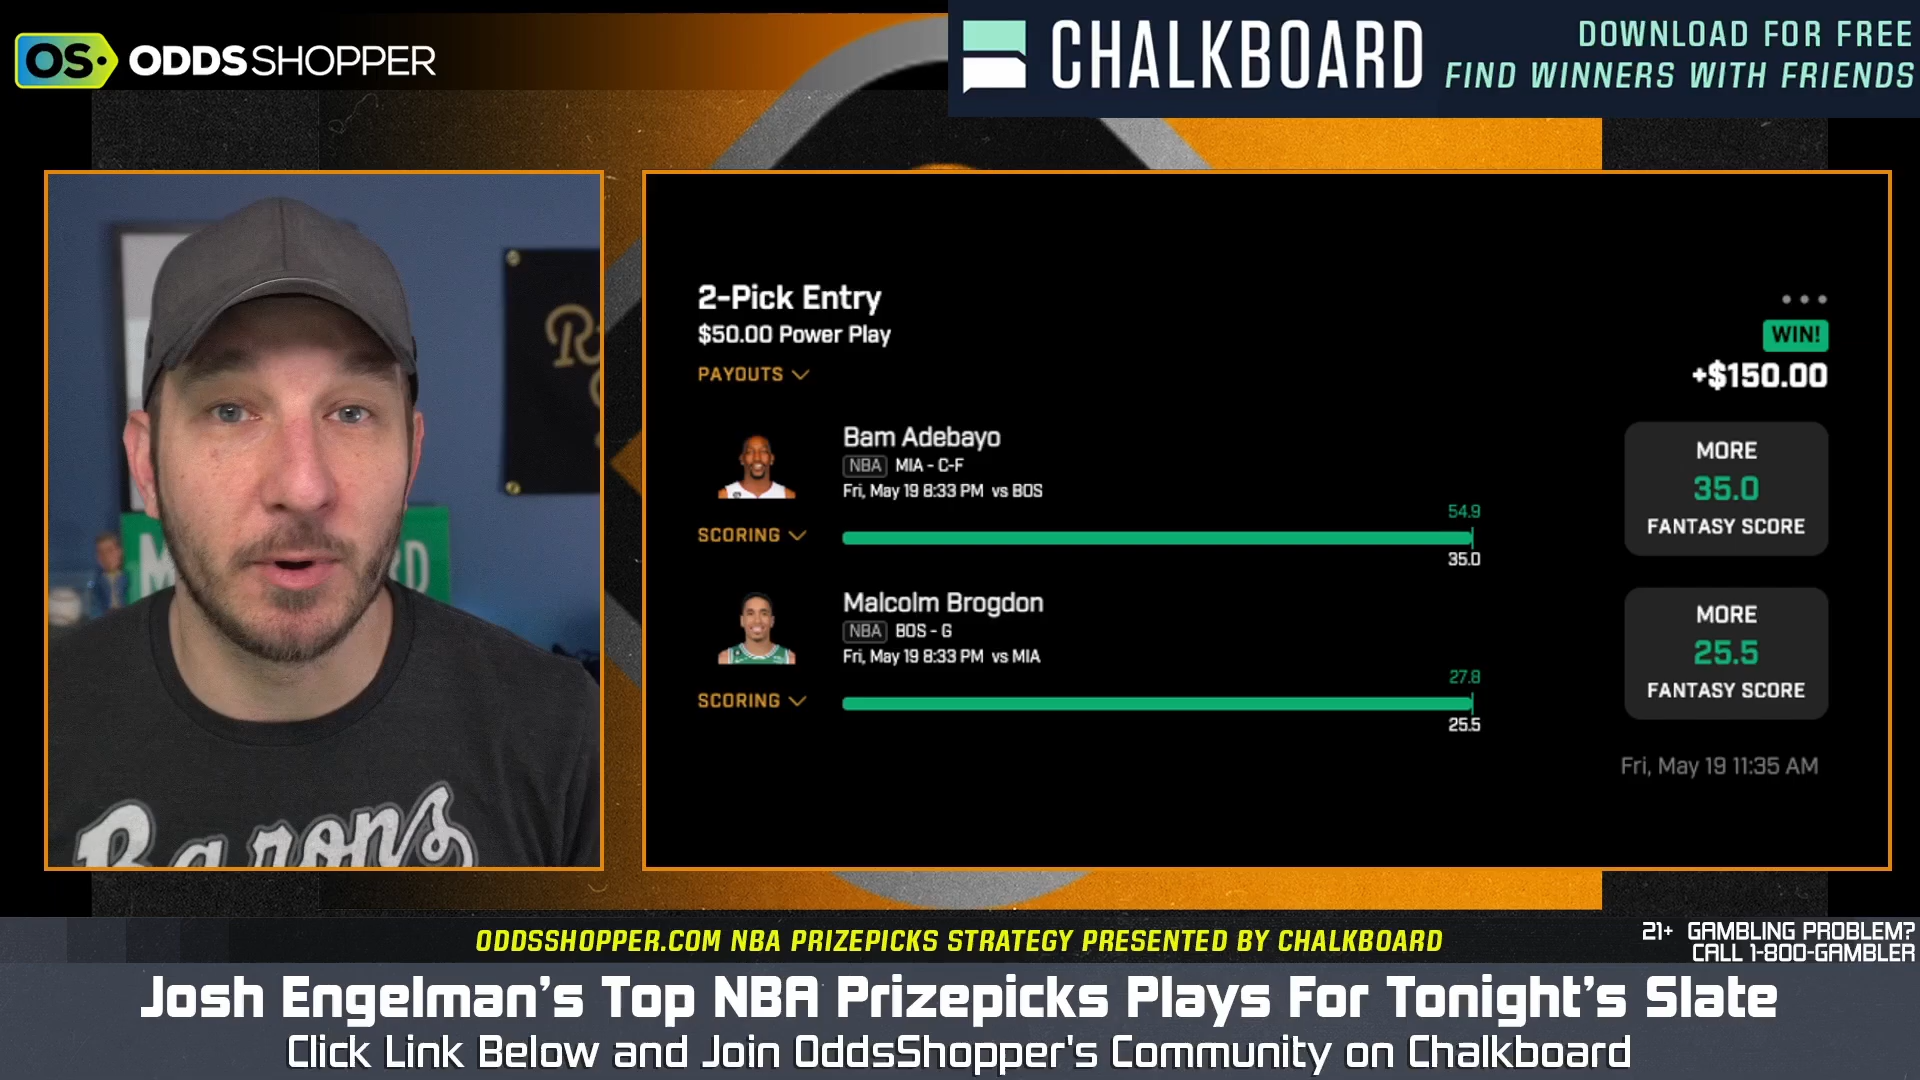 OS.
ODDSSHOPPER
CHALKBOARD
DOWNLOAD FOR FREE
FIND WINNERS WITH FRIENDS
Barons
2-Pick Entry
$50.00 Power Play
PAYOUTS
WIN!
+$150.00
Bam Adebayo
NBA MIA - C-F
Fri, May 19 8:33 PM vs BOS
SCORING
54.9
35.0
MORE
35.0
FANTASY SCORE
Malcolm Brogdon
NBA BOS - G
Fri, May 19 8:33 PM vs MIA
SCORING
27.8
25.5
MORE
25.5
FANTASY SCORE
Fri, May 19 11:35 AM
ODDSSHOPPER.COM NBA PRIZEPICKS STRATEGY PRESENTED BY CHALKBOARD
21+ GAMBLING PROBLEM?
CALL 1-800-GAMBLER
Josh Engelman's Top NBA Prizepicks Plays For Tonight's Slate
Click Link Below and Join OddsShopper's Community on Chalkboard